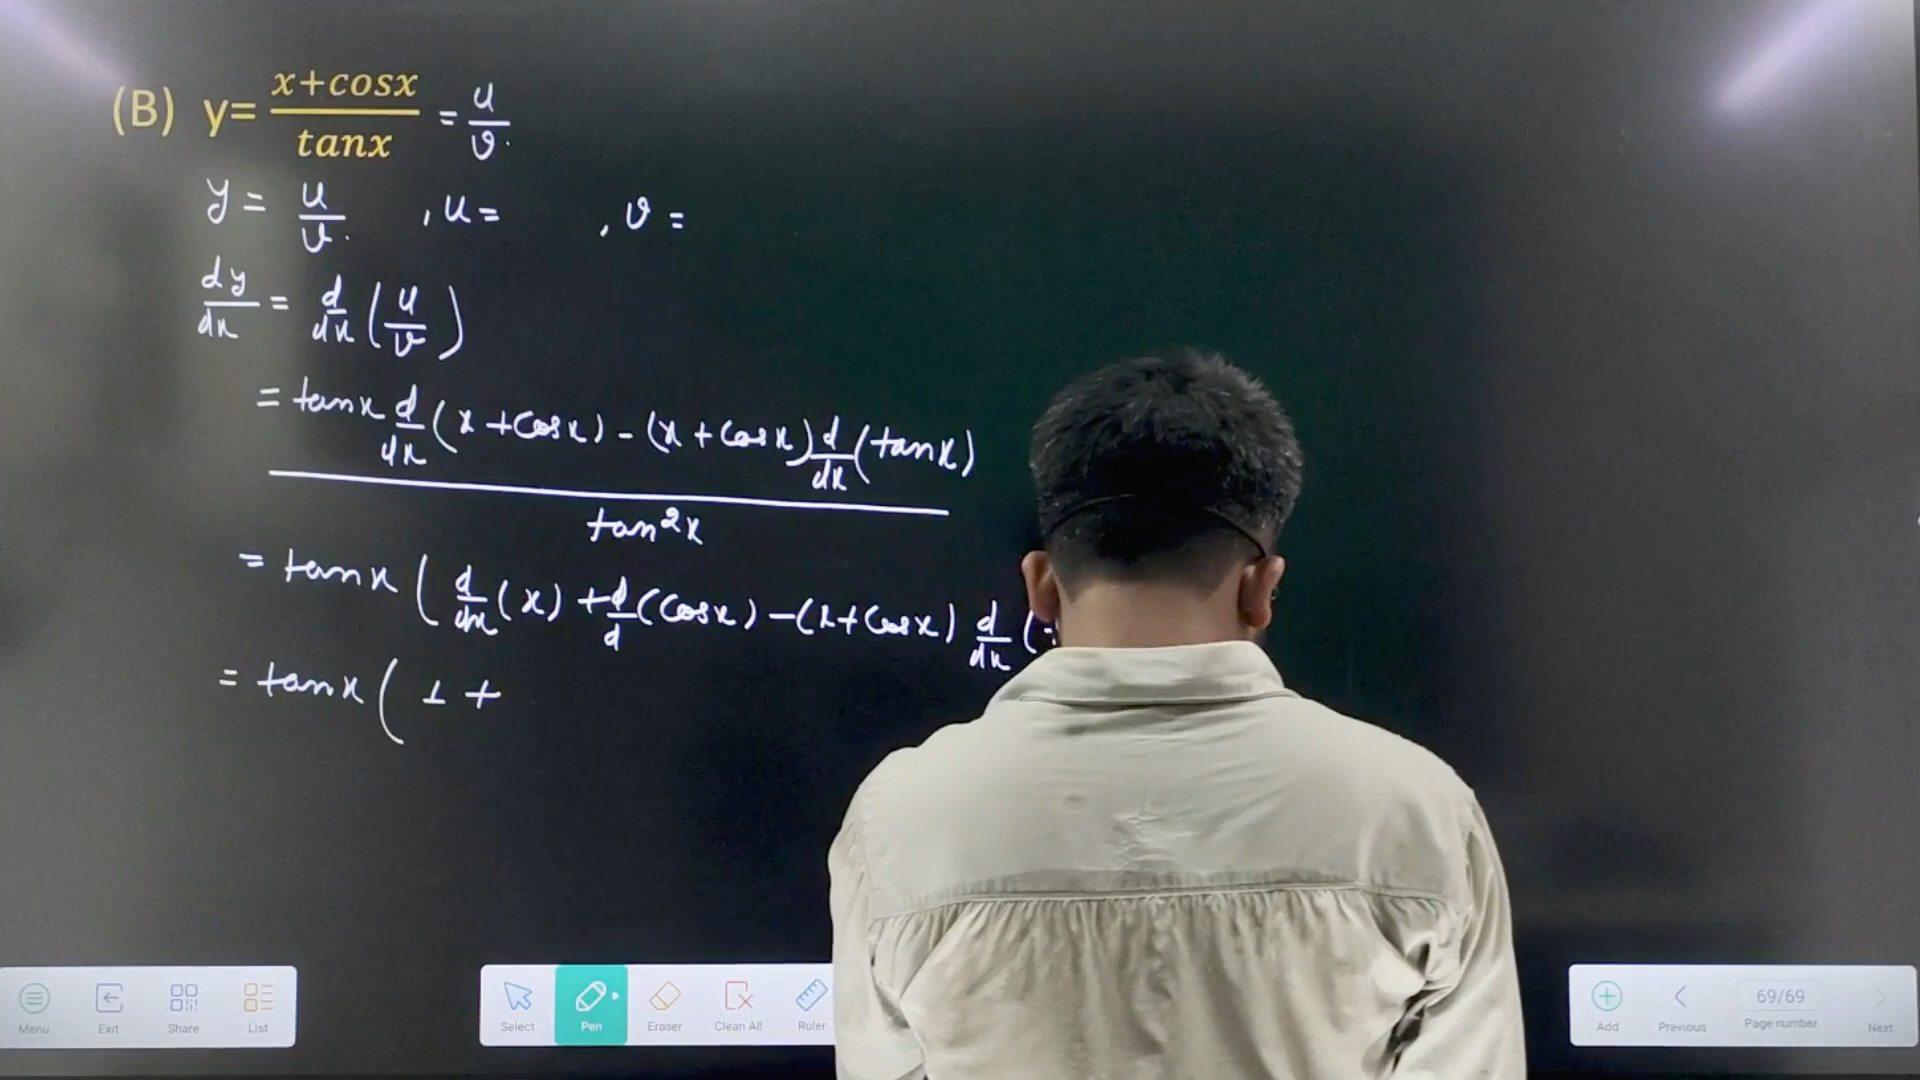 (B) y= x+cosx / tanx = u / v.
y = u / v. , u = , v =
dy / dx = d / dx ( u / v )
= tanx d / dx (x + cosx) - (x + cosx) d / dx (tanx)
tan²x
= tanx ( d / dx (x) + d / d (cosx) - (x + cosx) d / dx (
= tanx ( 1 +
Menu Exit Share List Select Pen Eraser Clean All Ruler Add Previous 69/69 Page number Next